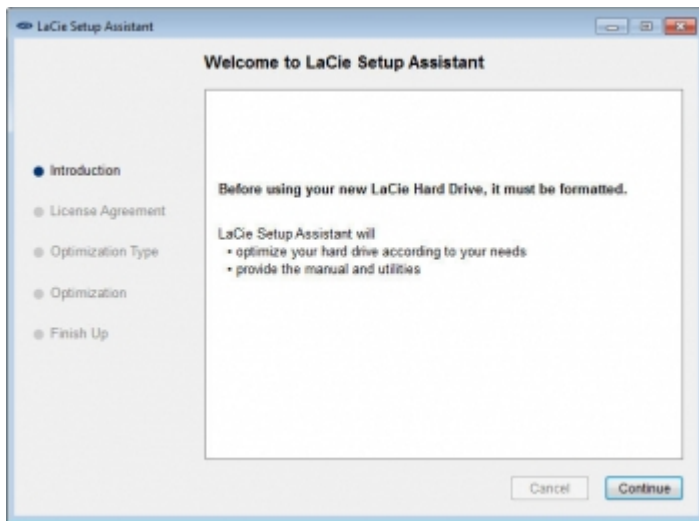 LaCie Setup Assistant
Welcome to LaCie Setup Assistant
Introduction
License Agreement
Optimization Type
Optimization
Finish Up
Before using your new LaCie Hard Drive, it must be formatted.
LaCie Setup Assistant will
• optimize your hard drive according to your needs
• provide the manual and utilities
Cancel
Continue